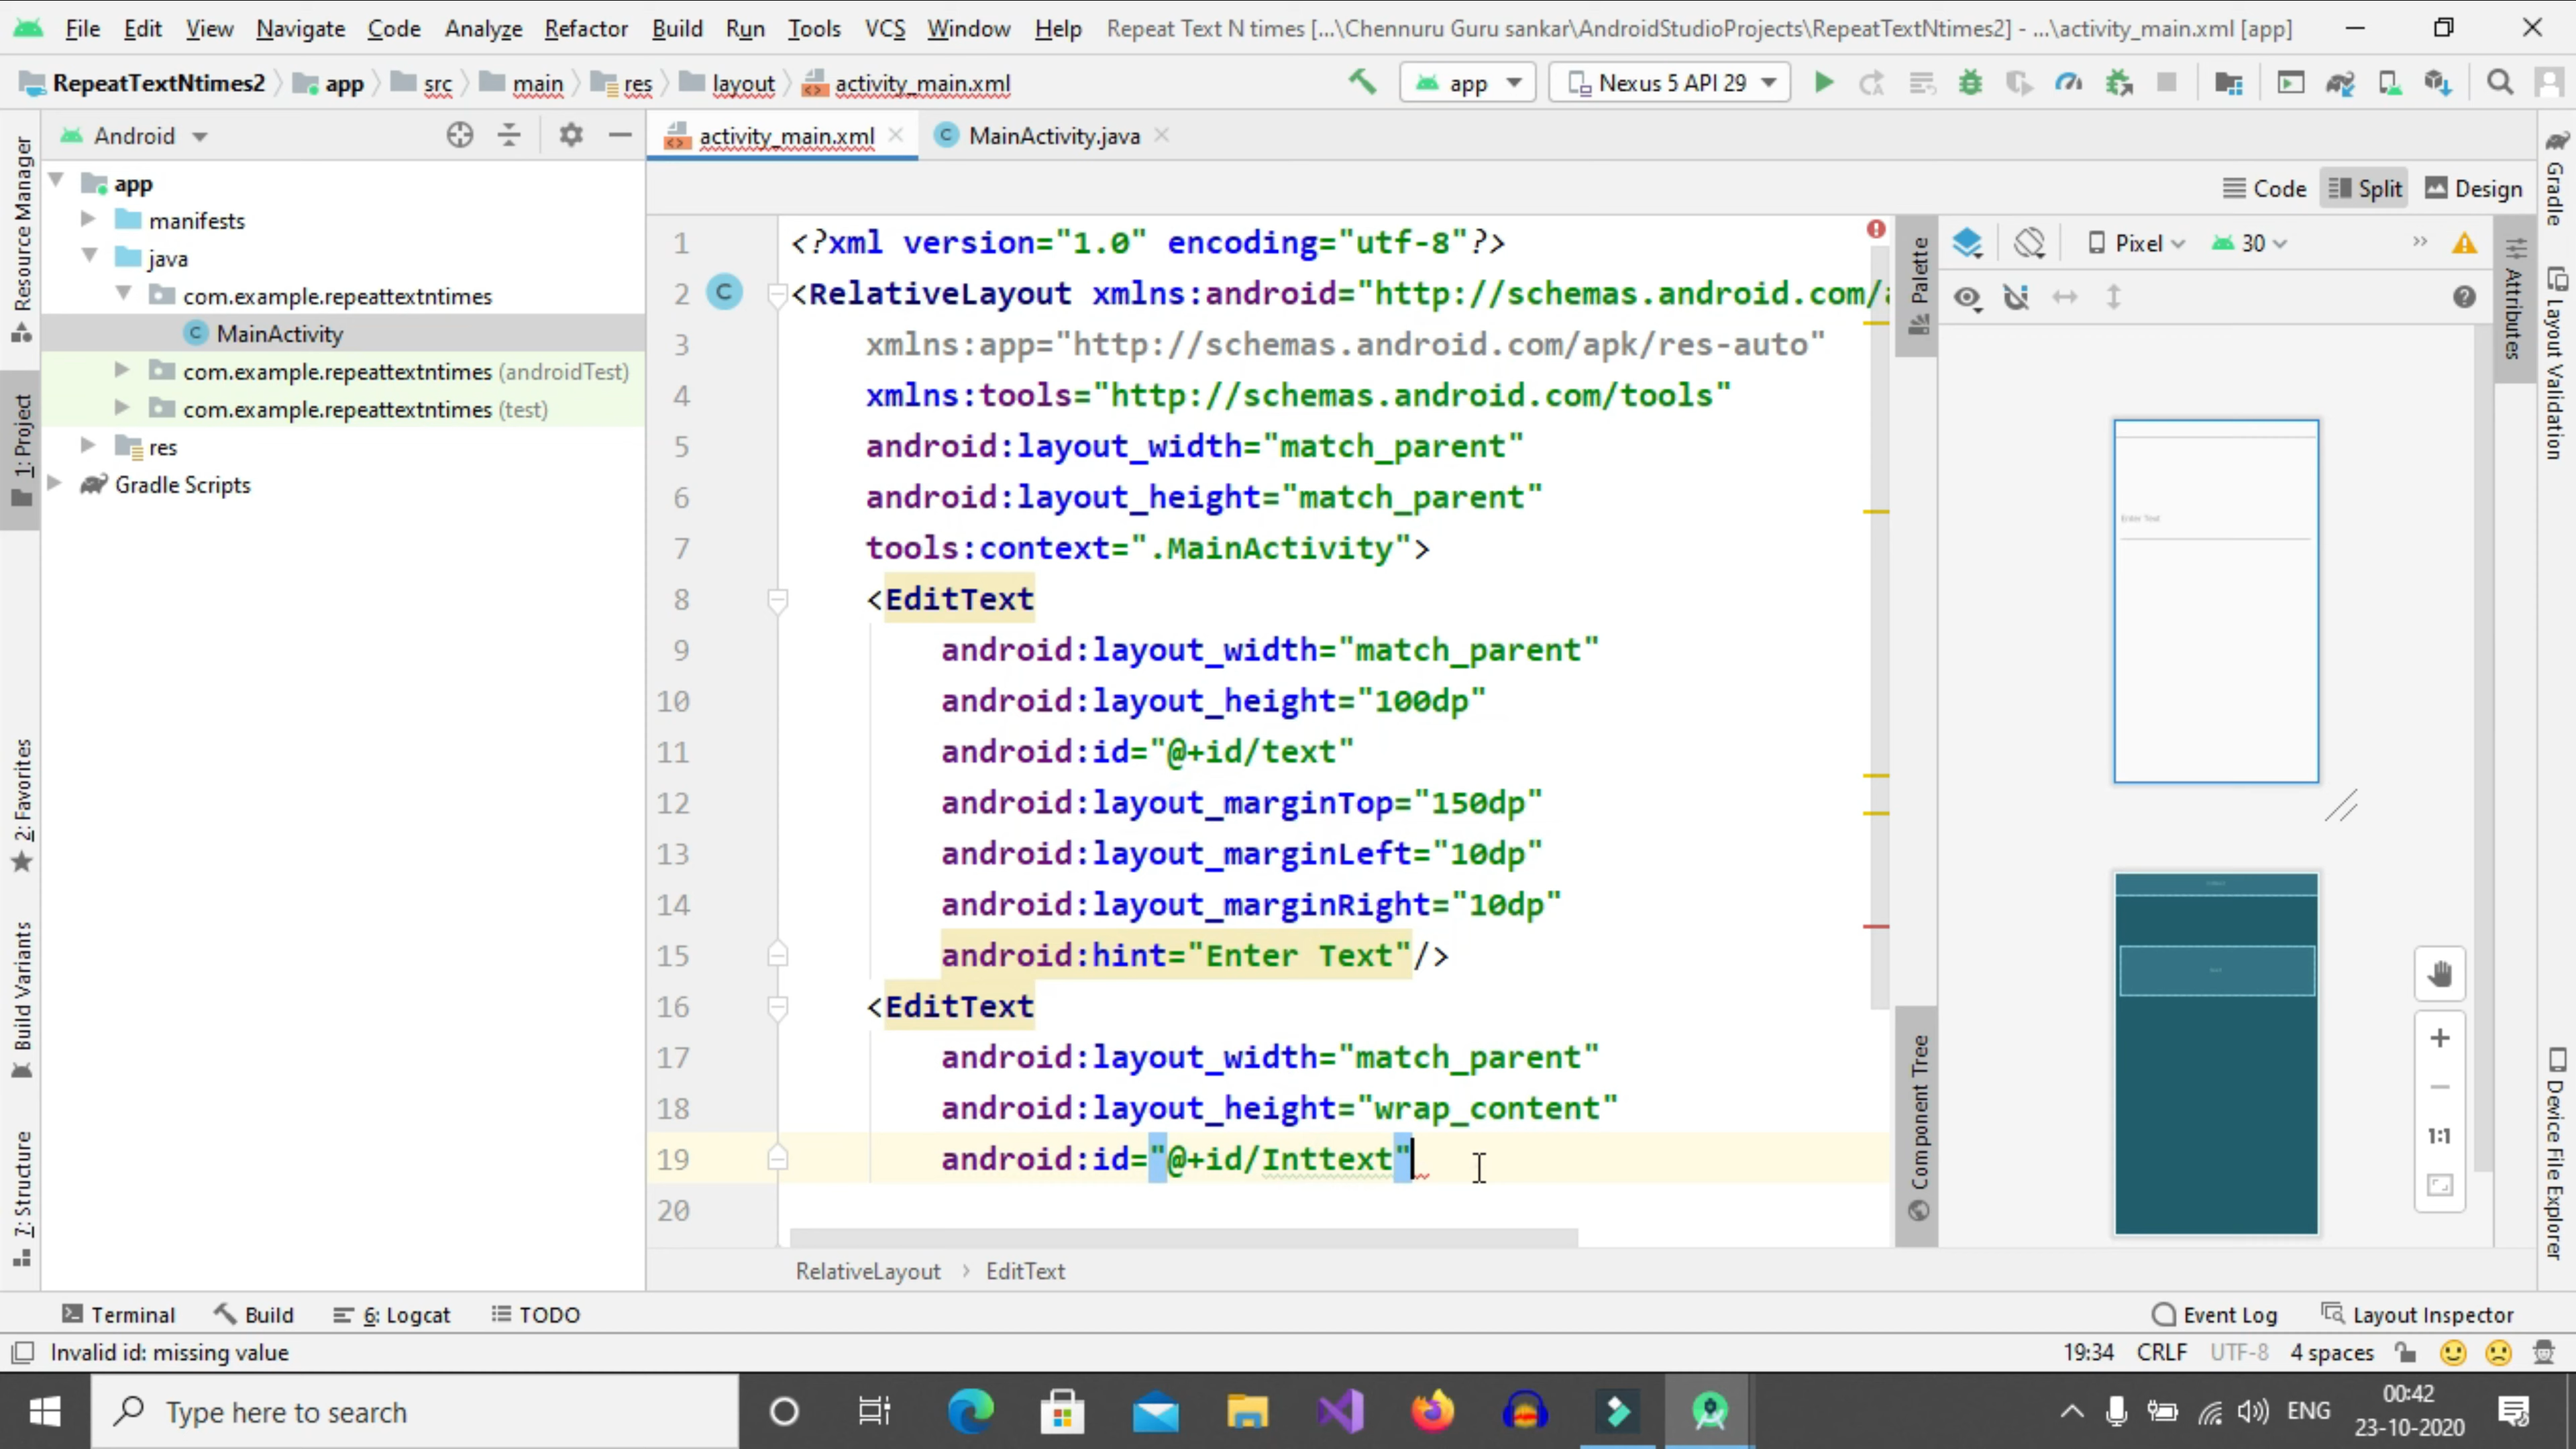 File Edit View Navigate Code Analyze Refactor Build Run Tools VCS Window Help Repeat Text N times [...\Chennuru Guru sankar\AndroidStudioProjects\RepeatTextNtimes2] - ...\activity_main.xml [app]
RepeatTextNtimes2 app src main res layout activity_main.xml app Nexus 5 API 29
Android activity_main.xml MainActivity.java
Code Split Design
app
manifests
java
com.example.repeattextntimes
MainActivity
com.example.repeattextntimes (androidTest)
com.example.repeattextntimes (test)
res
Gradle Scripts
Resource Manager
1: Project
2: Favorites
Build Variants
7: Structure
1 <?xml version="1.0" encoding="utf-8"?>
2 C <RelativeLayout xmlns:android="http://schemas.android.com/
3 xmlns:app="http://schemas.android.com/apk/res-auto"
4 xmlns:tools="http://schemas.android.com/tools"
5 android:layout_width="match_parent"
6 android:layout_height="match_parent"
7 tools:context=".MainActivity">
8 <EditText
9 android:layout_width="match_parent"
10 android:layout_height="100dp"
11 android:id="@+id/text"
12 android:layout_marginTop="150dp"
13 android:layout_marginLeft="10dp"
14 android:layout_marginRight="10dp"
15 android:hint="Enter Text"/>
16 <EditText
17 android:layout_width="match_parent"
18 android:layout_height="wrap_content"
19 android:id="@+id/Inttext"
20
RelativeLayout > EditText
Palette
Component Tree
Pixel 30
Enter Text
1:1
Attributes
Gradle
Layout Validation
Device File Explorer
Terminal Build 6: Logcat TODO Event Log Layout Inspector
Invalid id: missing value 19:34 CRLF UTF-8 4 spaces
Type here to search ENG 00:42
23-10-2020